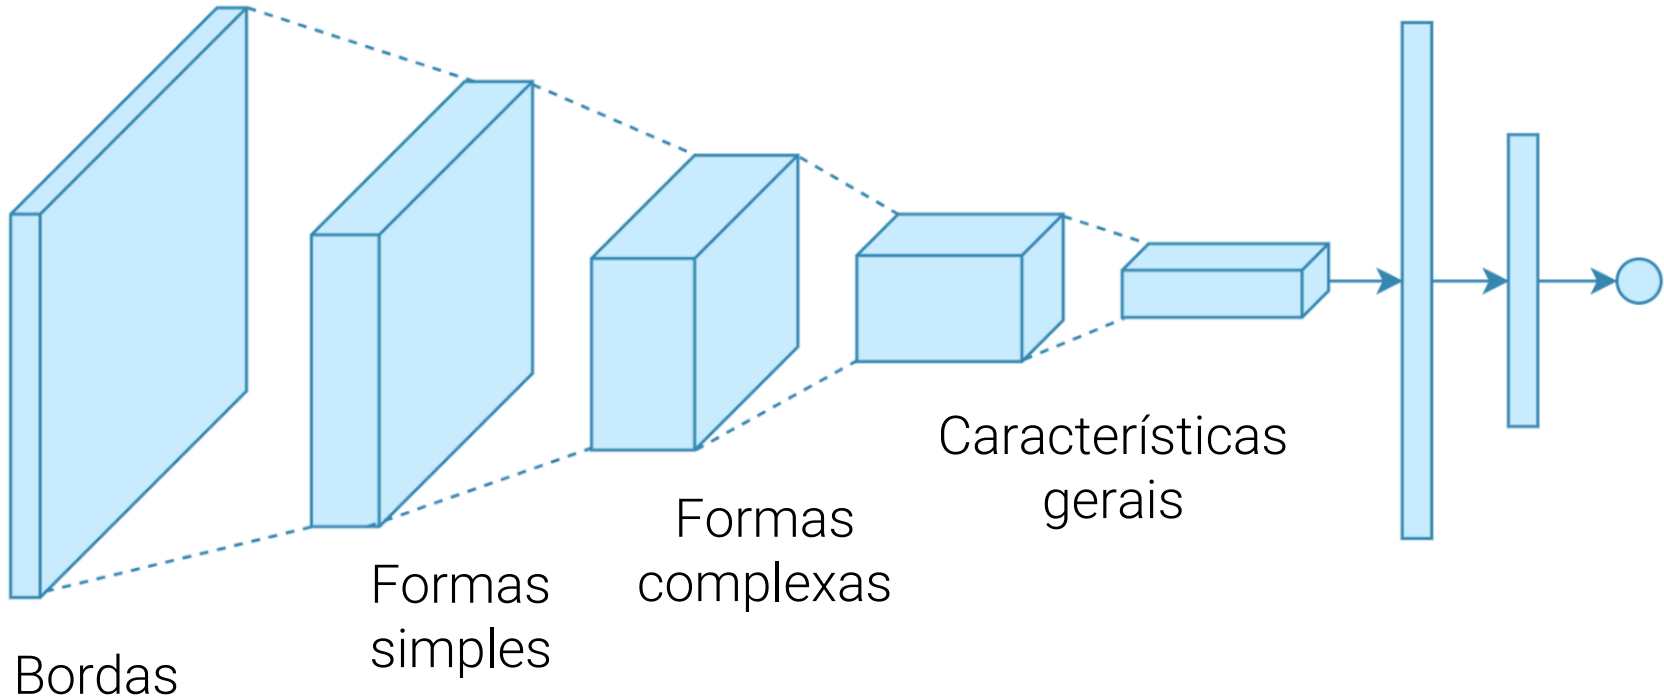 Bordas
Formas
simples
Formas
complexas
Características
gerais